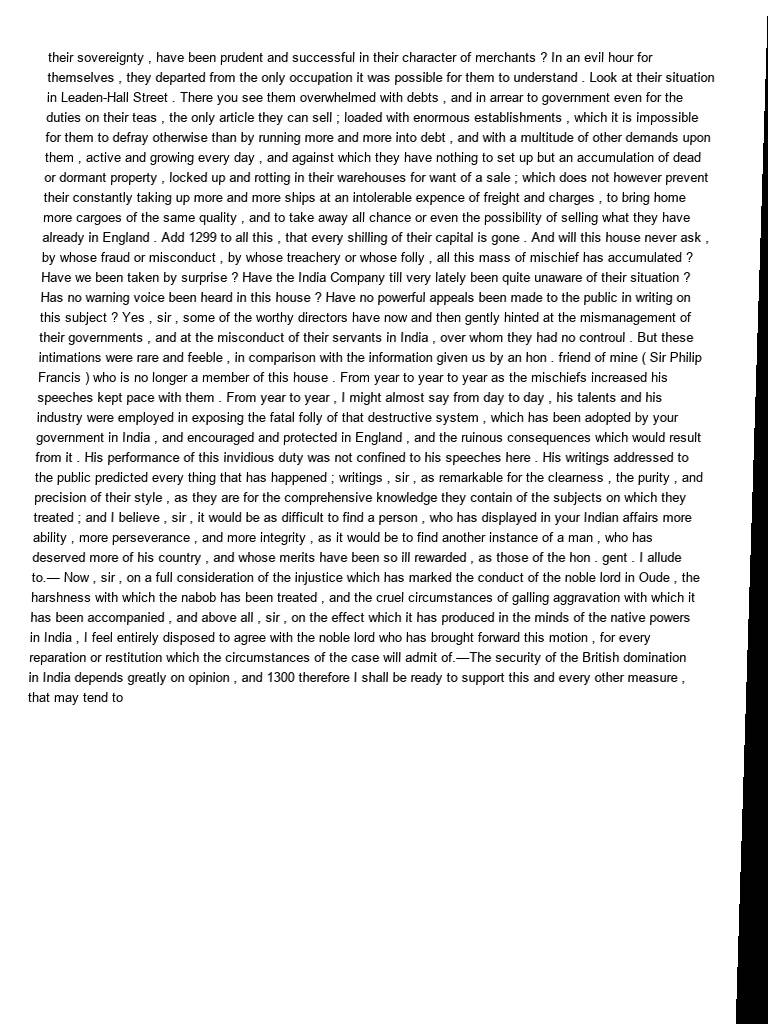 their sovereignty , have been prudent and successful in their character of merchants ? In an evil hour for
themselves , they departed from the only occupation it was possible for them to understand . Look at their situation
in Leaden-Hall Street . There you see them overwhelmed with debts , and in arrear to government even for the
duties on their teas , the only article they can sell ; loaded with enormous establishments , which it is impossible
for them to defray otherwise than by running more and more into debt , and with a multitude of other demands upon
them , active and growing every day , and against which they have nothing to set up but an accumulation of dead
or dormant property , locked up and rotting in their warehouses for want of a sale ; which does not however prevent
their constantly taking up more and more ships at an intolerable expence of freight and charges , to bring home
more cargoes of the same quality , and to take away all chance or even the possibility of selling what they have
already in England . Add 1299 to all this , that every shilling of their capital is gone . And will this house never ask ,
by whose fraud or misconduct , by whose treachery or whose folly , all this mass of mischief has accumulated ?
Have we been taken by surprise ? Have the India Company till very lately been quite unaware of their situation ?
Has no warning voice been heard in this house ? Have no powerful appeals been made to the public in writing on
this subject ? Yes , sir , some of the worthy directors have now and then gently hinted at the mismanagement of
their governments , and at the misconduct of their servants in India , over whom they had no controul . But these
intimations were rare and feeble , in comparison with the information given us by an hon . friend of mine ( Sir Philip
Francis ) who is no longer a member of this house . From year to year to year as the mischiefs increased his
speeches kept pace with them . From year to year , I might almost say from day to day , his talents and his
industry were employed in exposing the fatal folly of that destructive system , which has been adopted by your
government in India , and encouraged and protected in England , and the ruinous consequences which would result
from it . His performance of this invidious duty was not confined to his speeches here . His writings addressed to
the public predicted every thing that has happened ; writings , sir , as remarkable for the clearness , the purity , and
precision of their style , as they are for the comprehensive knowledge they contain of the subjects on which they
treated ; and I believe , sir , it would be as difficult to find a person , who has displayed in your Indian affairs more
ability , more perseverance , and more integrity , as it would be to find another instance of a man , who has
deserved more of his country , and whose merits have been so ill rewarded , as those of the hon . gent . I allude
to.— Now , sir , on a full consideration of the injustice which has marked the conduct of the noble lord in Oude , the
harshness with which the nabob has been treated , and the cruel circumstances of galling aggravation with which it
has been accompanied , and above all , sir , on the effect which it has produced in the minds of the native powers
in India , I feel entirely disposed to agree with the noble lord who has brought forward this motion , for every
reparation or restitution which the circumstances of the case will admit of.—The security of the British domination
in India depends greatly on opinion , and 1300 therefore I shall be ready to support this and every other measure ,
that may tend to